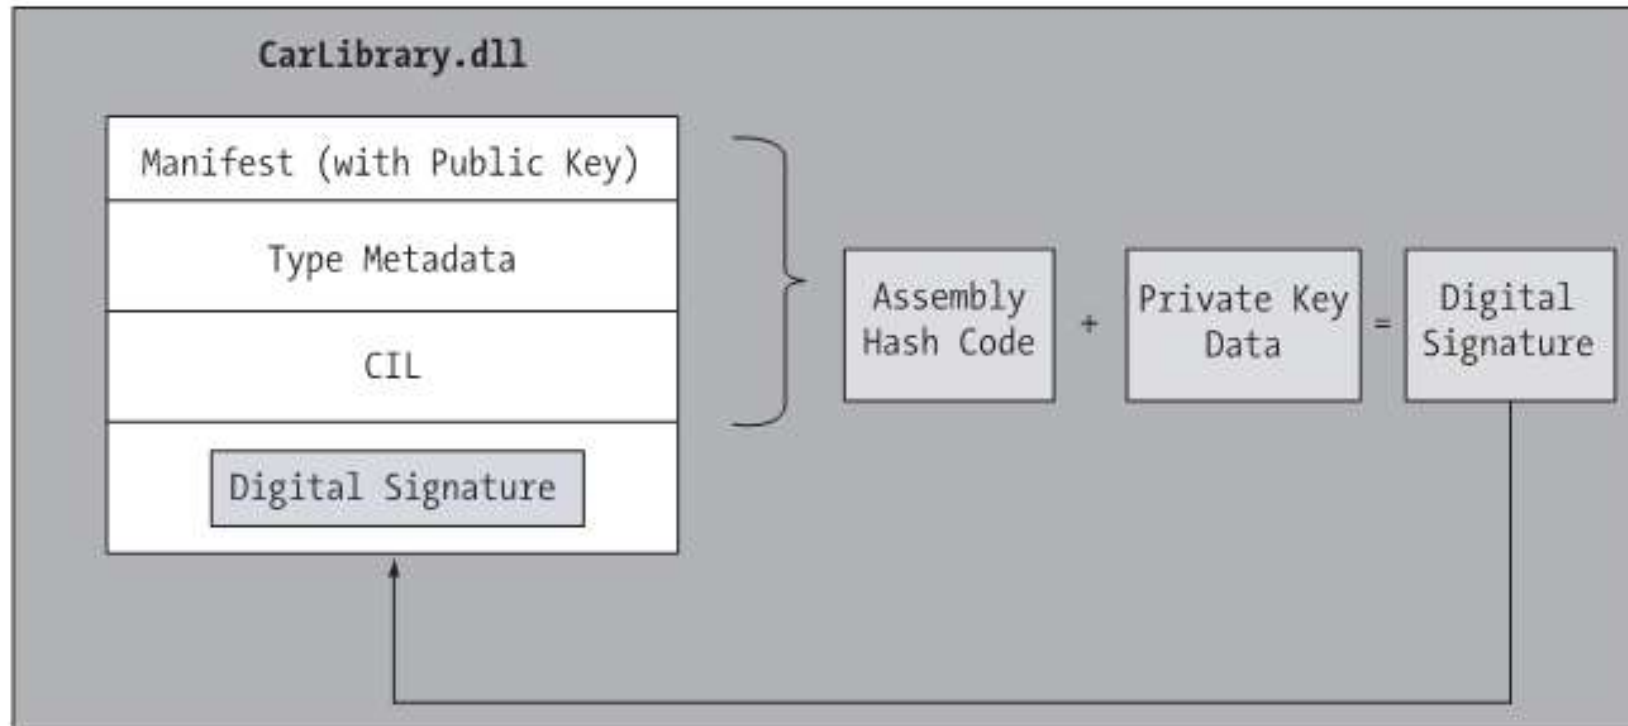 CarLibrary.dll
Manifest (with Public Key)
Type Metadata
CIL
Digital Signature
Assembly
Hash Code
+
Private Key
Data
=
Digital
Signature